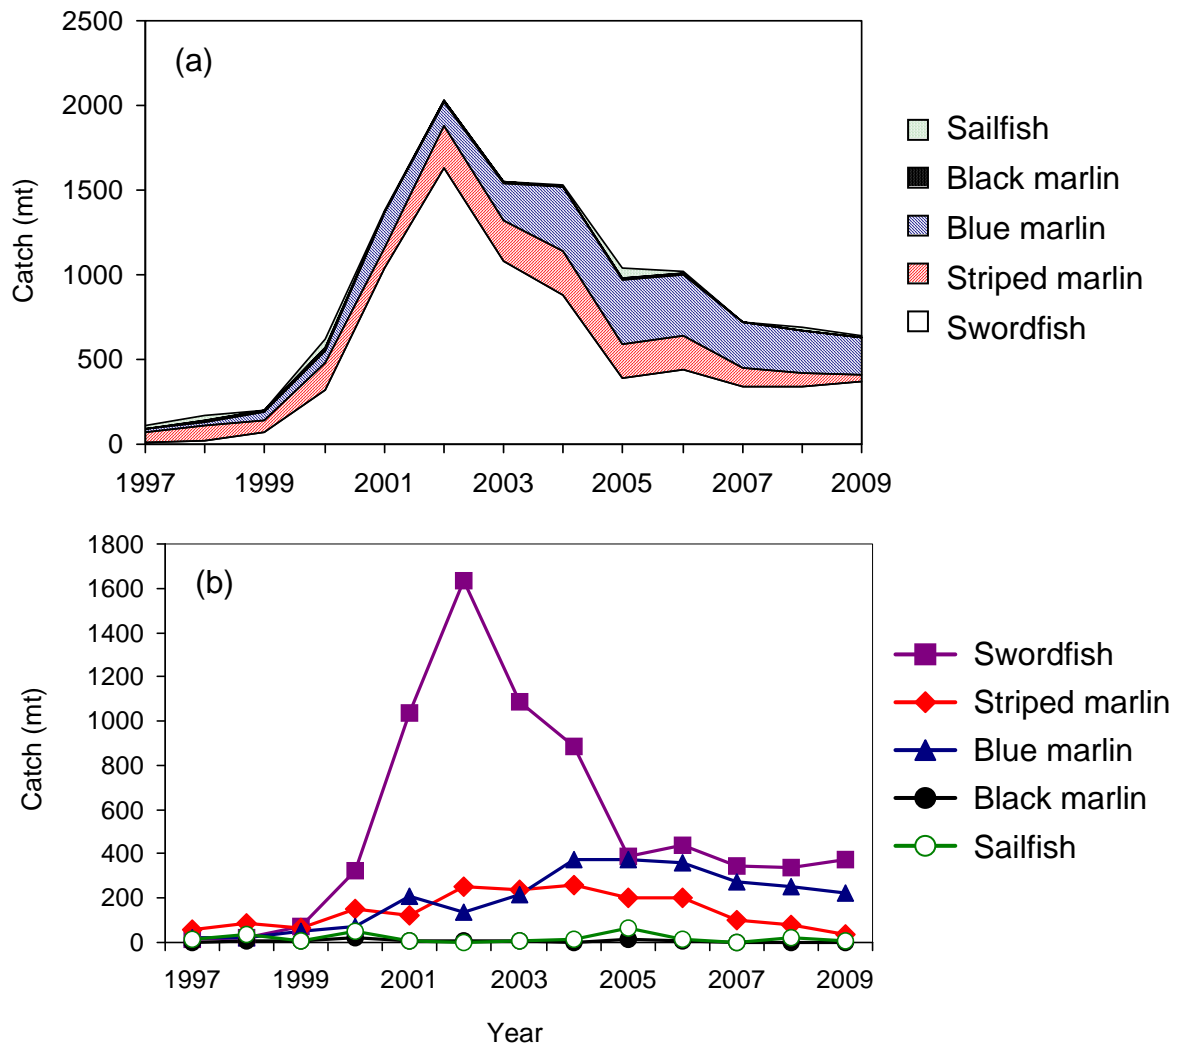 2500
(a)
2000
1500
1000
500
0
Catch (mt)
1997 1999 2001 2003 2005 2007 2009
Sailfish
Black marlin
Blue marlin
Striped marlin
Swordfish
1800
(b)
1600
1400
1200
1000
800
600
400
200
0
Catch (mt)
1997 1999 2001 2003 2005 2007 2009
Year
Swordfish
Striped marlin
Blue marlin
Black marlin
Sailfish